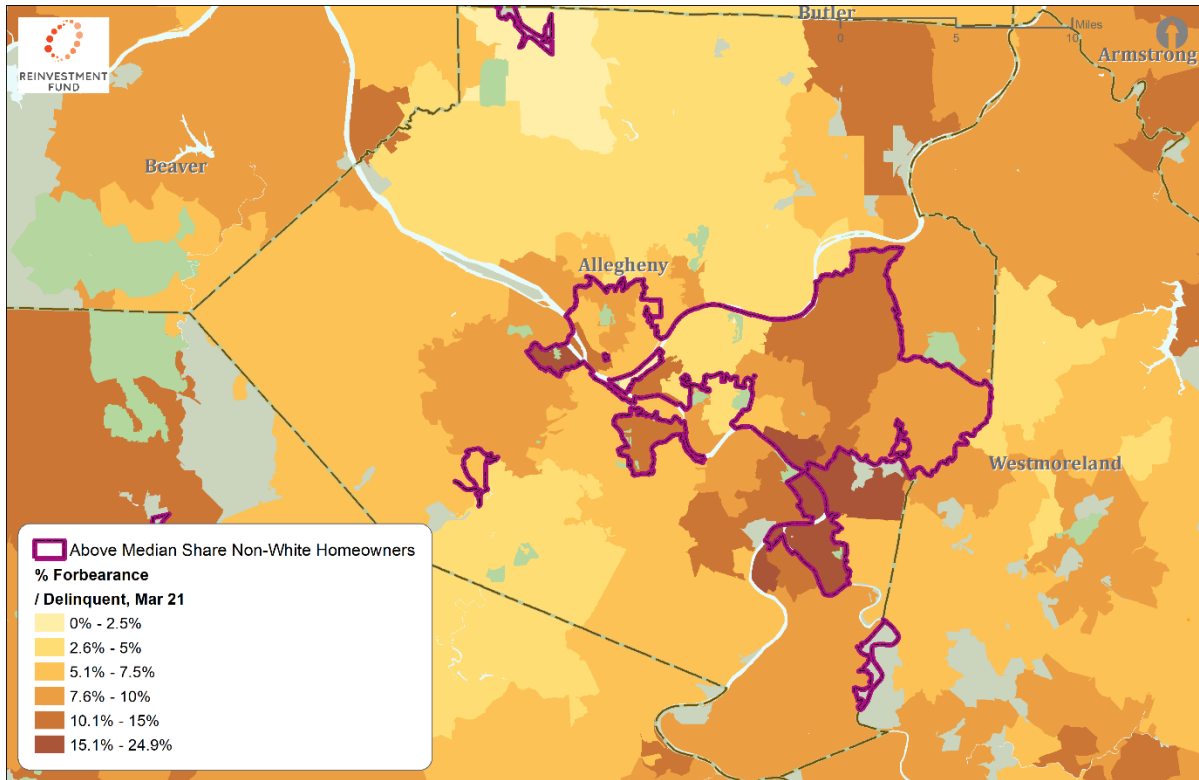 Butler
Miles
0 5 10
REINVESTMENT
FUND
Armstrong
Beaver
Allegheny
Westmoreland
Above Median Share Non-White Homeowners
% Forbearance
/ Delinquent, Mar 21
0% - 2.5%
2.6% - 5%
5.1% - 7.5%
7.6% - 10%
10.1% - 15%
15.1% - 24.9%